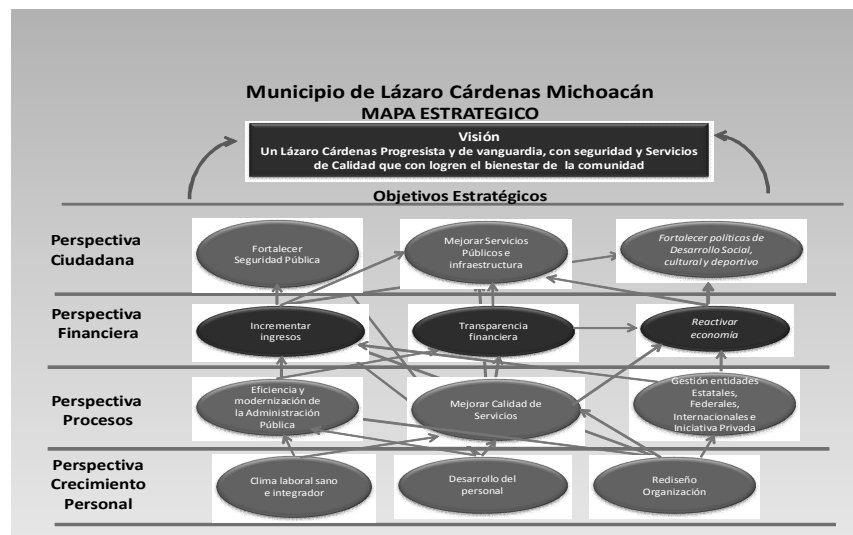 Municipio de Lázaro Cárdenas Michoacán
MAPA ESTRATEGICO
Visión
Un Lázaro Cárdenas Progresista y de vanguardia, con seguridad y Servicios
de Calidad que con logren el bienestar de la comunidad
Objetivos Estratégicos
Perspectiva
Ciudadana
Fortalecer
Seguridad Pública
Mejorar Servicios
Públicos e
infraestructura
Fortalecer políticas de
Desarrollo Social,
cultural y deportivo
Perspectiva
Financiera
Incrementar
ingresos
Transparencia
financiera
Reactivar
economía
Perspectiva
Procesos
Eficiencia y
modernización de
la Administración
Pública
Mejorar Calidad de
Servicios
Gestión entidades
Estatales,
Federales,
Internacionales e
Iniciativa Privada
Perspectiva
Crecimiento
Personal
Clima laboral sano
e integrador
Desarrollo del
personal
Rediseño
Organización